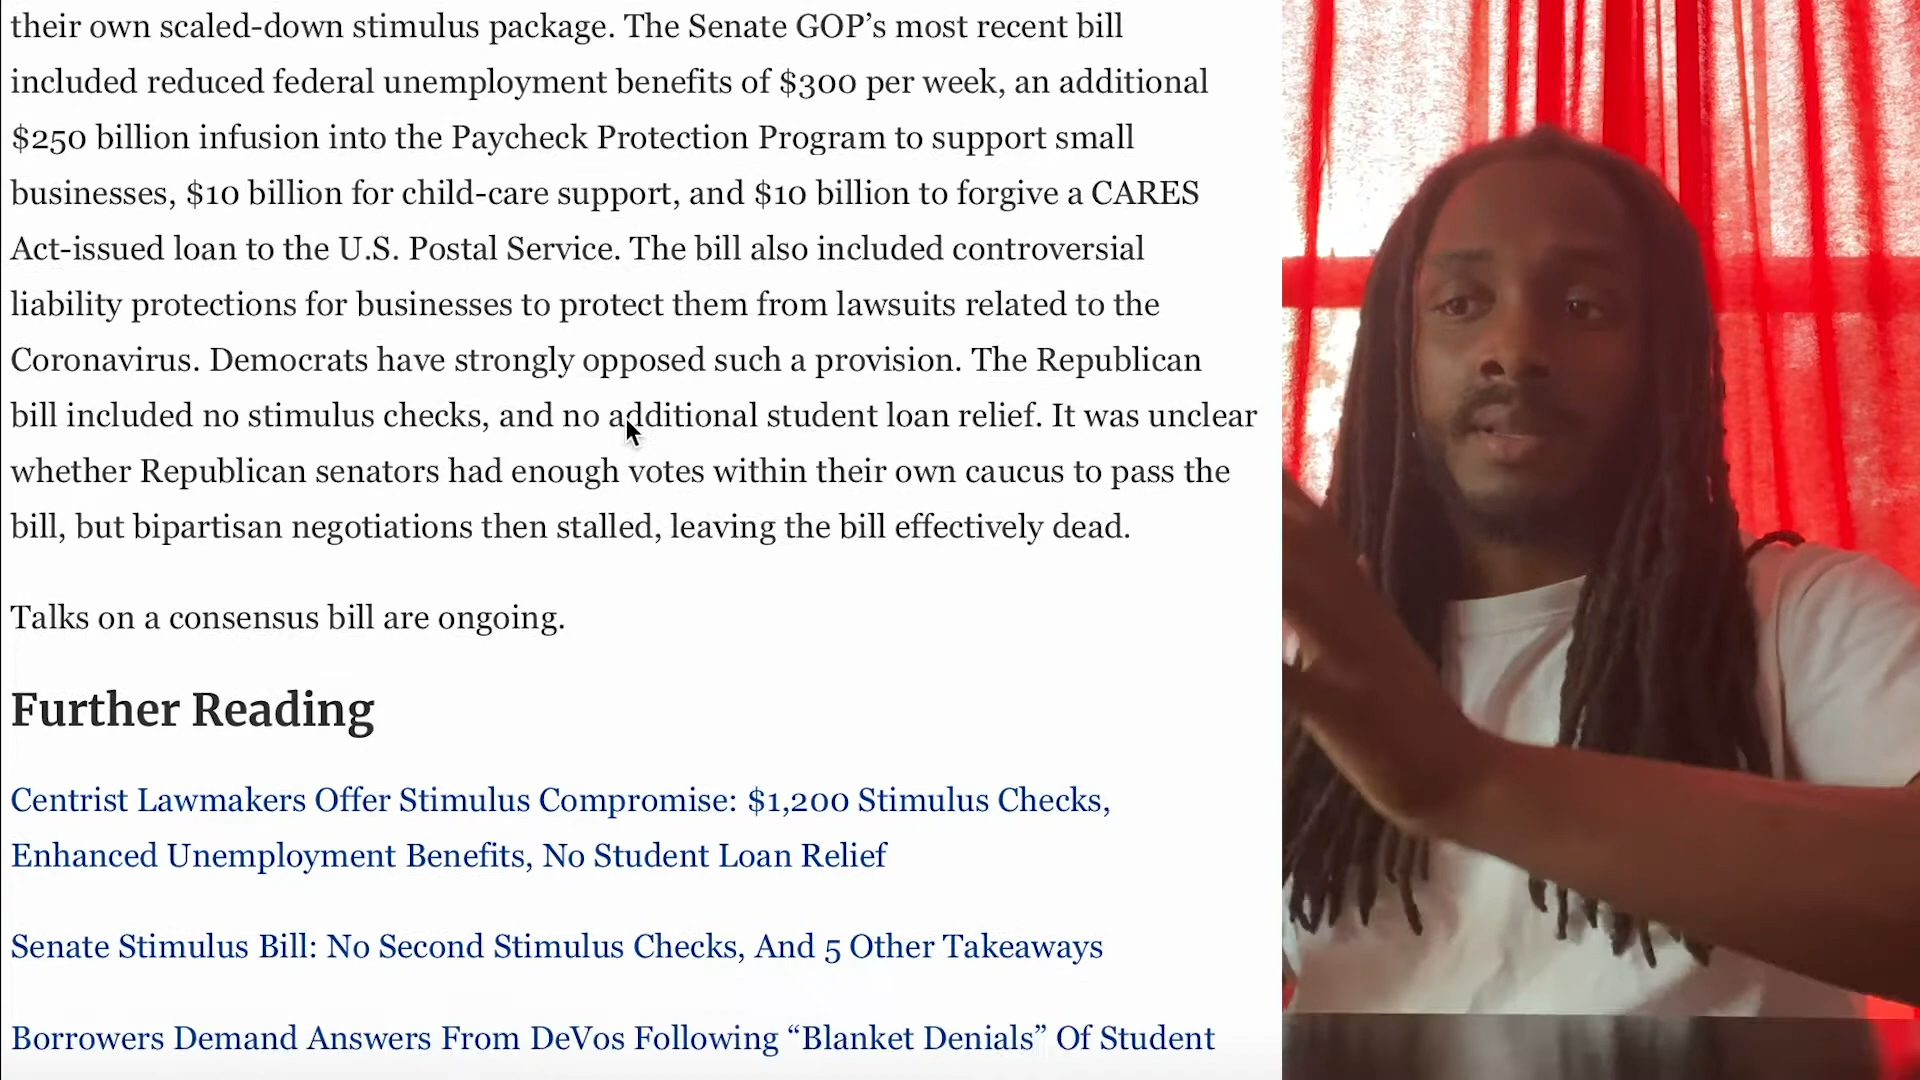 their own scaled-down stimulus package. The Senate GOP’s most recent bill
included reduced federal unemployment benefits of $300 per week, an additional
$250 billion infusion into the Paycheck Protection Program to support small
businesses, $10 billion for child-care support, and $10 billion to forgive a CARES
Act-issued loan to the U.S. Postal Service. The bill also included controversial
liability protections for businesses to protect them from lawsuits related to the
Coronavirus. Democrats have strongly opposed such a provision. The Republican
bill included no stimulus checks, and no additional student loan relief. It was unclear
whether Republican senators had enough votes within their own caucus to pass the
bill, but bipartisan negotiations then stalled, leaving the bill effectively dead.
Talks on a consensus bill are ongoing.
Further Reading
Centrist Lawmakers Offer Stimulus Compromise: $1,200 Stimulus Checks,
Enhanced Unemployment Benefits, No Student Loan Relief
Senate Stimulus Bill: No Second Stimulus Checks, And 5 Other Takeaways
Borrowers Demand Answers From DeVos Following “Blanket Denials” Of Student